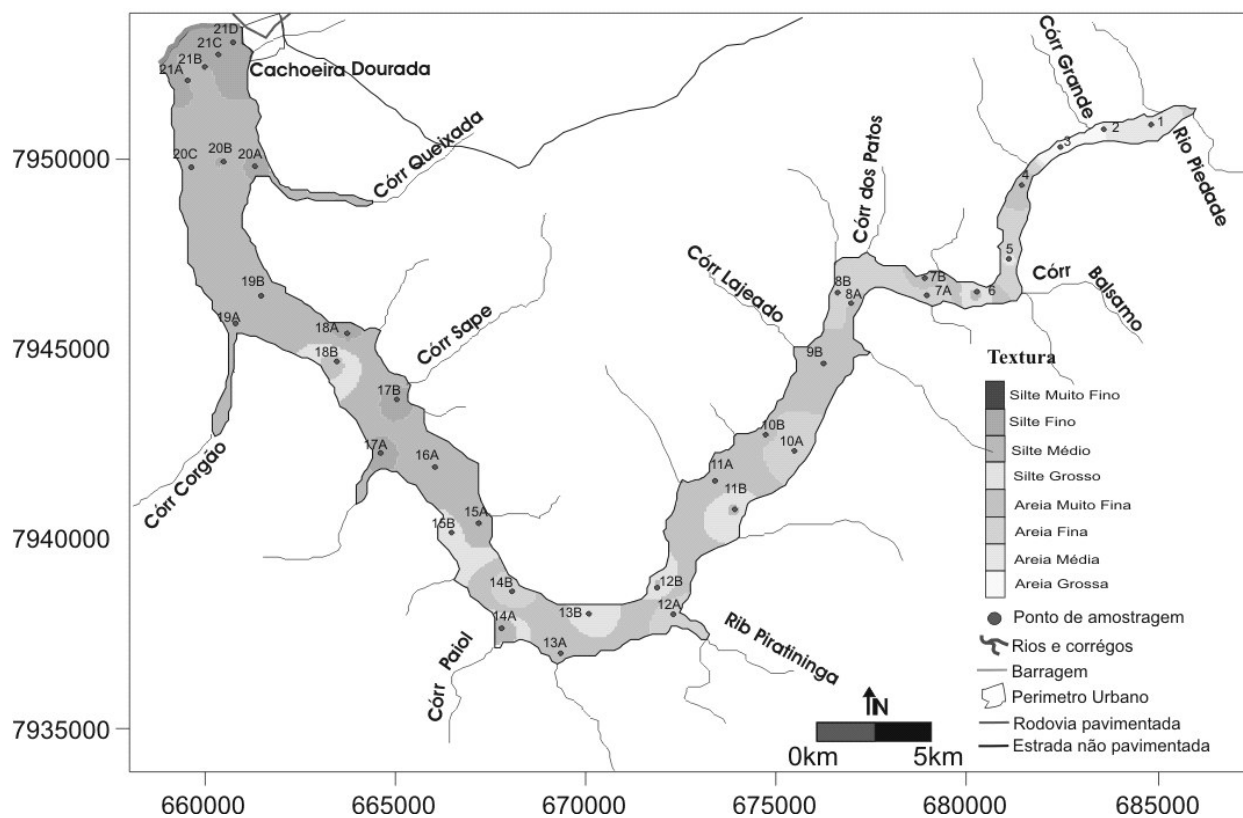 21D
21C
21B
21A
Cachoeira Dourada
Córr Grande
2
1
3
Rio Piedade
7950000
20C
20B
20A
Córr Queixada
4
Córr dos Patos
5
Córr
Balsamo
7B
7A
6
Córr Lajeado
8B
8A
19B
19A
18A
18B
Córr Sape
7945000
9B
17B
Textura
Silte Muito Fino
Silte Fino
Silte Médio
Silte Grosso
Areia Muito Fina
Areia Fina
Areia Média
Areia Grossa
10B
10A
17A
16A
11A
11B
Córr Corgão
15A
15B
7940000
14B
14A
13B
13A
12B
12A
Córr Paiol
Rib Piratininga
Ponto de amostragem
Rios e corrégos
Barragem
Perimetro Urbano
Rodovia pavimentada
Estrada não pavimentada
N
0km
5km
7935000
660000
665000
670000
675000
680000
685000